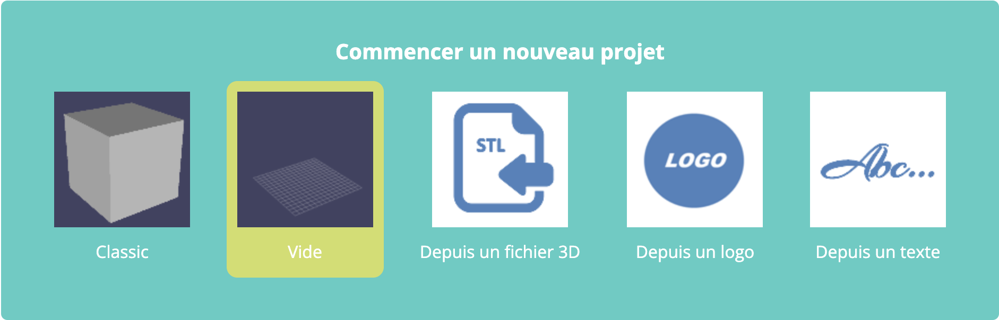 Commencer un nouveau projet
STL
LOGO
Abc...
Classic
Vide
Depuis un fichier 3D
Depuis un logo
Depuis un texte